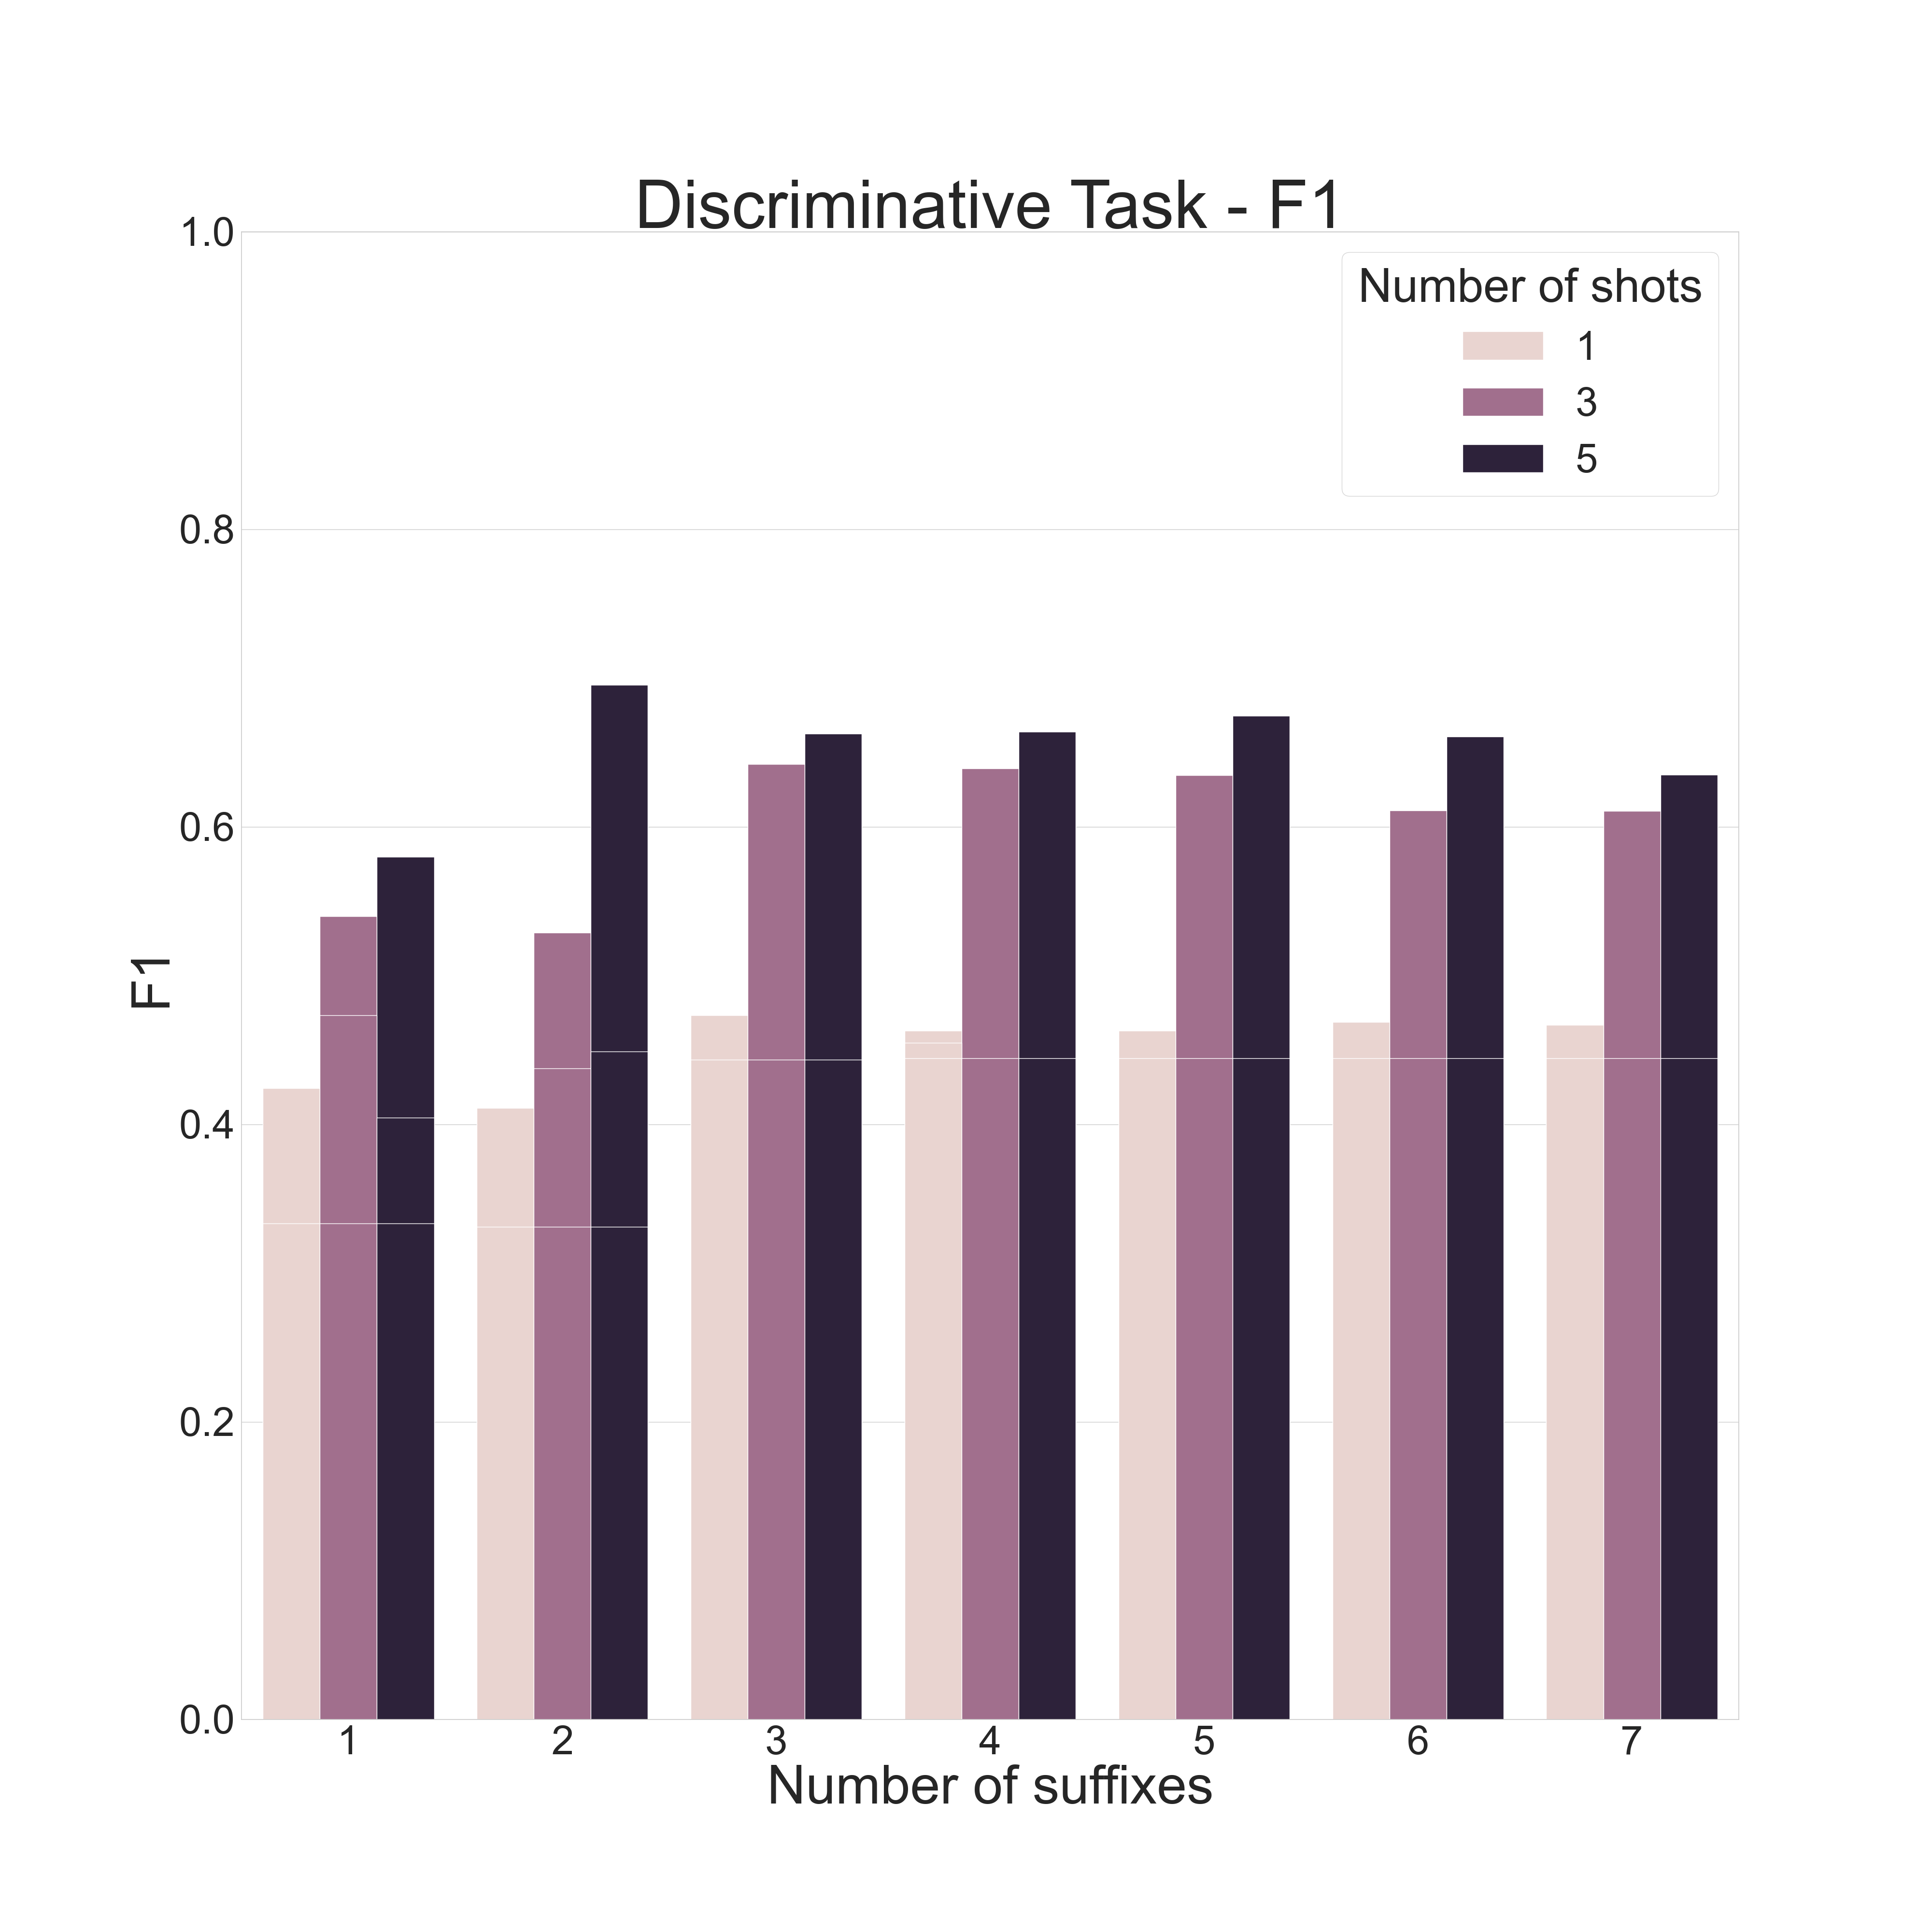 Discriminative Task - F1
1.0
0.8
0.6
0.4
0.2
0.0
F1
Number of shots
1
3
5
1 2 3 4 5 6 7
Number of suffixes